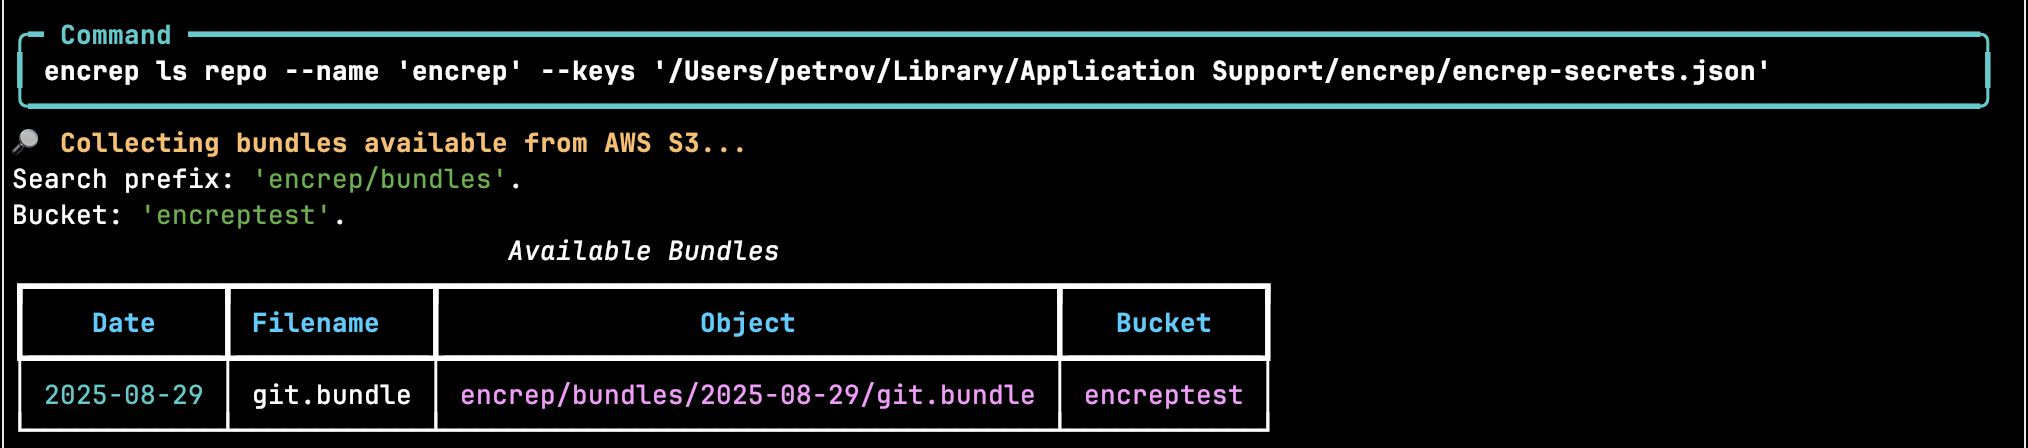 Command
encrep ls repo --name 'encrep' --keys '/Users/petrov/Library/Application Support/encrep/encrep-secrets.json'
🔎 Collecting bundles available from AWS S3...
Search prefix: 'encrep/bundles'.
Bucket: 'encreptest'.
Available Bundles
Date Filename Object Bucket
2025-08-29 git.bundle encrep/bundles/2025-08-29/git.bundle encreptest